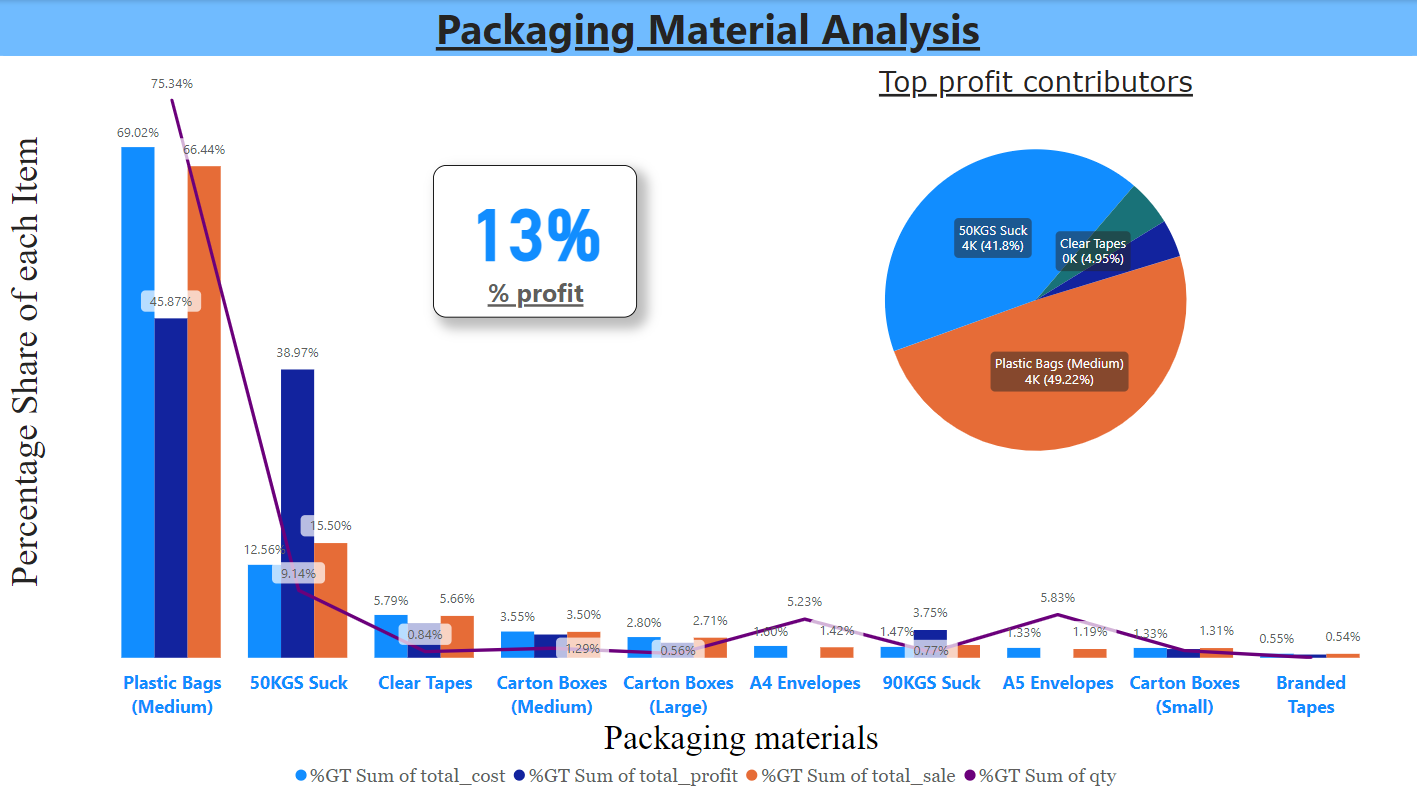 Packaging Material Analysis
Top profit contributors
Percentage Share of each Item
75.34%
69.02%
66.44%
45.87%
38.97%
12.56%
9.14%
15.50%
5.79%
0.84%
5.66%
3.55%
1.29%
3.50%
2.80%
0.56%
2.71%
1.60%
5.23%
1.42%
1.47%
3.75%
0.77%
1.33%
5.83%
1.19%
1.33%
1.31%
0.55%
0.54%
13%
% profit
50KGS Suck
4K (41.8%)
Clear Tapes
0K (4.95%)
Plastic Bags (Medium)
4K (49.22%)
Plastic Bags
(Medium)
50KGS Suck
Clear Tapes
Carton Boxes
(Medium)
Carton Boxes
(Large)
A4 Envelopes
90KGS Suck
A5 Envelopes
Carton Boxes
(Small)
Branded
Tapes
Packaging materials
%GT Sum of total_cost %GT Sum of total_profit %GT Sum of total_sale %GT Sum of qty